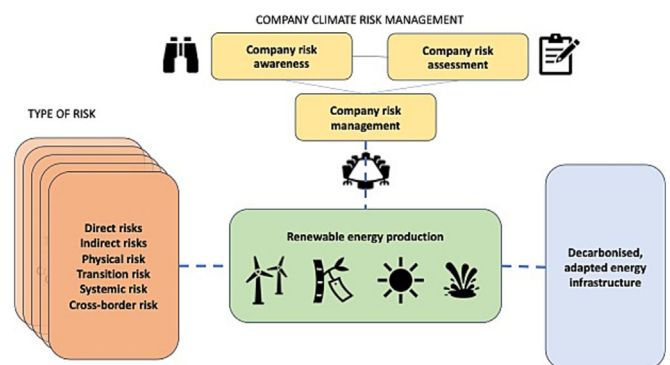 COMPANY CLIMATE RISK MANAGEMENT
Company risk
awareness
Company risk
assessment
Company risk
management
TYPE OF RISK
Direct risks
Indirect risks
Physical risk
Transition risk
Systemic risk
Cross-border risk
Renewable energy production
Decarbonised,
adapted energy
infrastructure